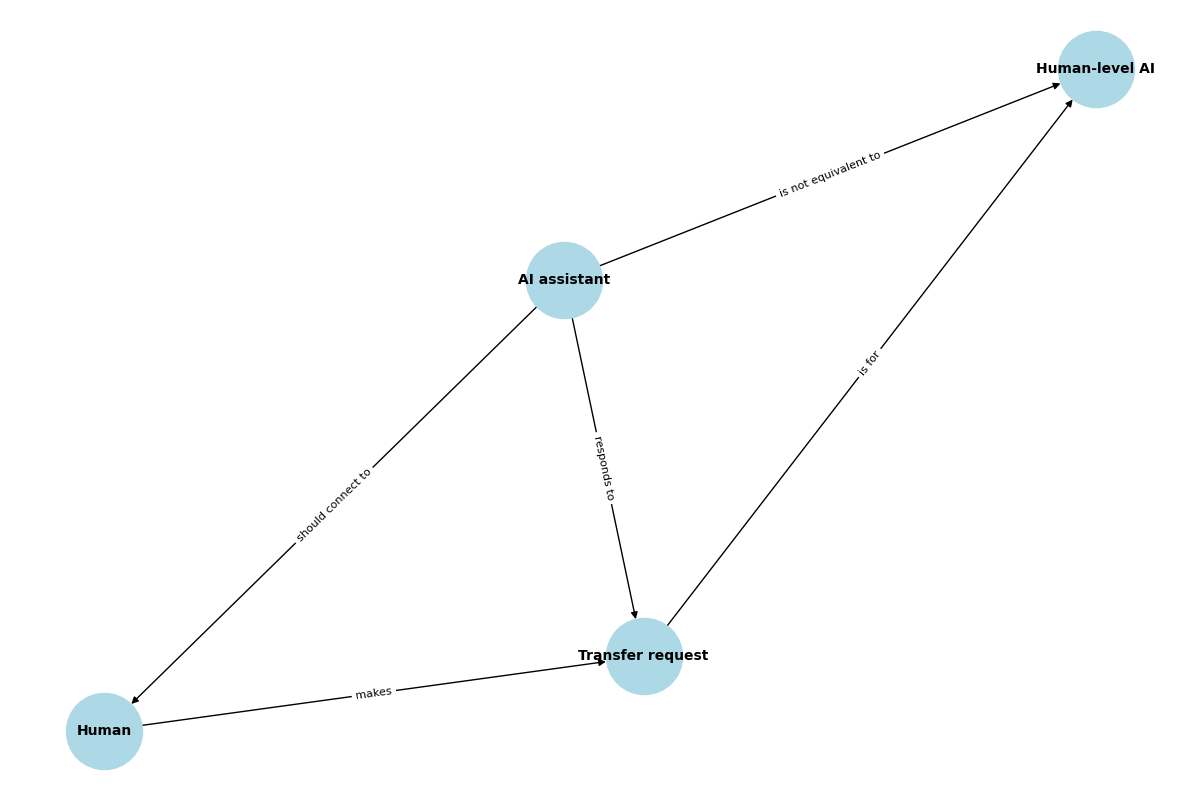 Human-level AI
is not equivalent to
AI assistant
is for
should connect to
responds to
Transfer request
makes
Human